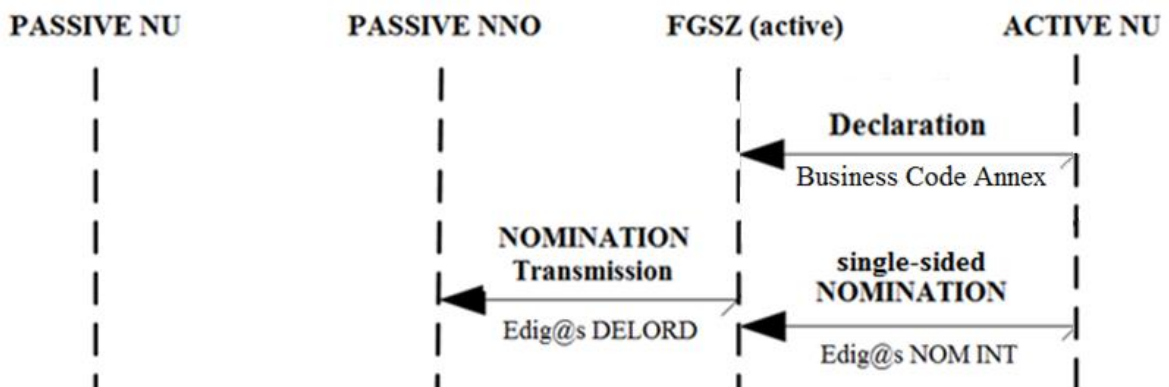 PASSIVE NU PASSIVE NNO FGSZ (active) ACTIVE NU
Declaration
Business Code Annex
NOMINATION
Transmission
Edig@s DELORD
single-sided
NOMINATION
Edig@s NOM INT